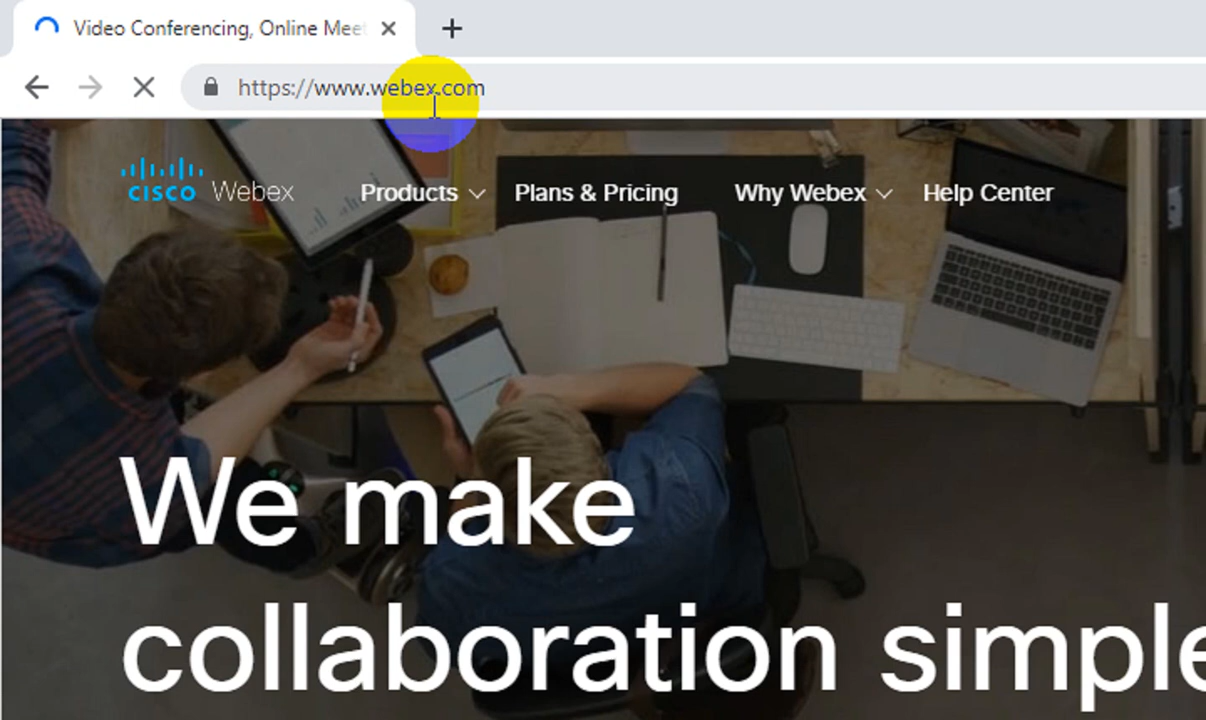 Video Conferencing, Online Meet
https://www.webex.com
CISCO Webex
Products
Plans & Pricing
Why Webex
Help Center
We make
collaboration simple